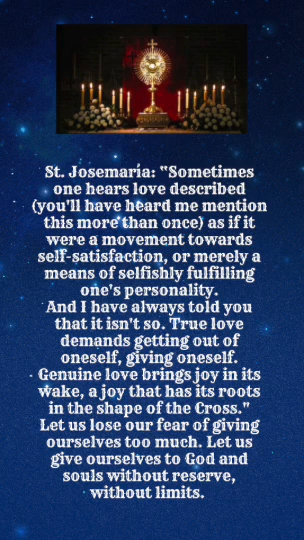 St. Josemaría: "Sometimes
one hears love described
(you'll have heard me mention
this more than once) as if it
were a movement towards
self-satisfaction, or merely a
means of selfishly fulfilling
one's personality.
And I have always told you
that it isn't so. True love
demands getting out of
oneself, giving oneself.
Genuine love brings joy in its
wake, a joy that has its roots
in the shape of the Cross."
Let us lose our fear of giving
ourselves too much. Let us
give ourselves to God and
souls without reserve,
without limits.